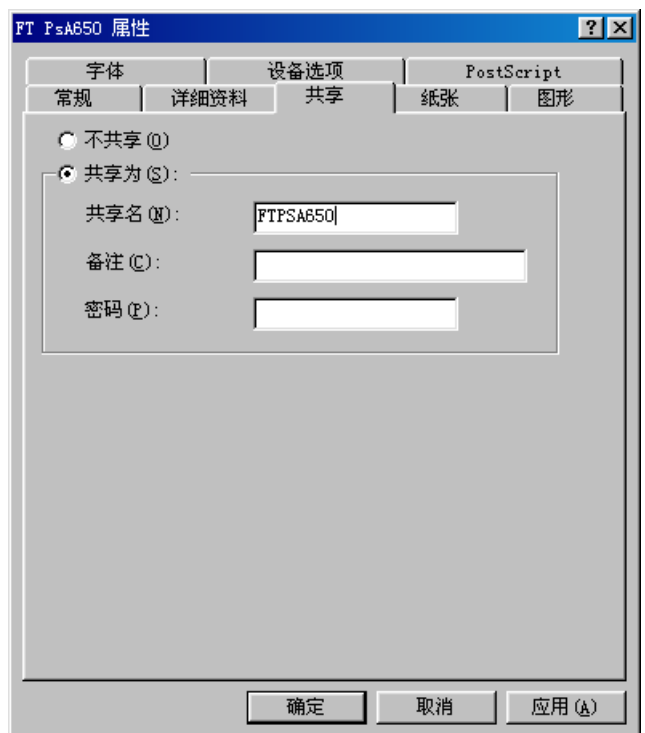 FT PsA650 属性
字体 设备选项 PostScript
常规 详细资料 共享 纸张 图形
不共享(O)
共享为(S):
共享名(N): FTPSA650
备注(C):
密码(P):
确定 取消 应用(A)